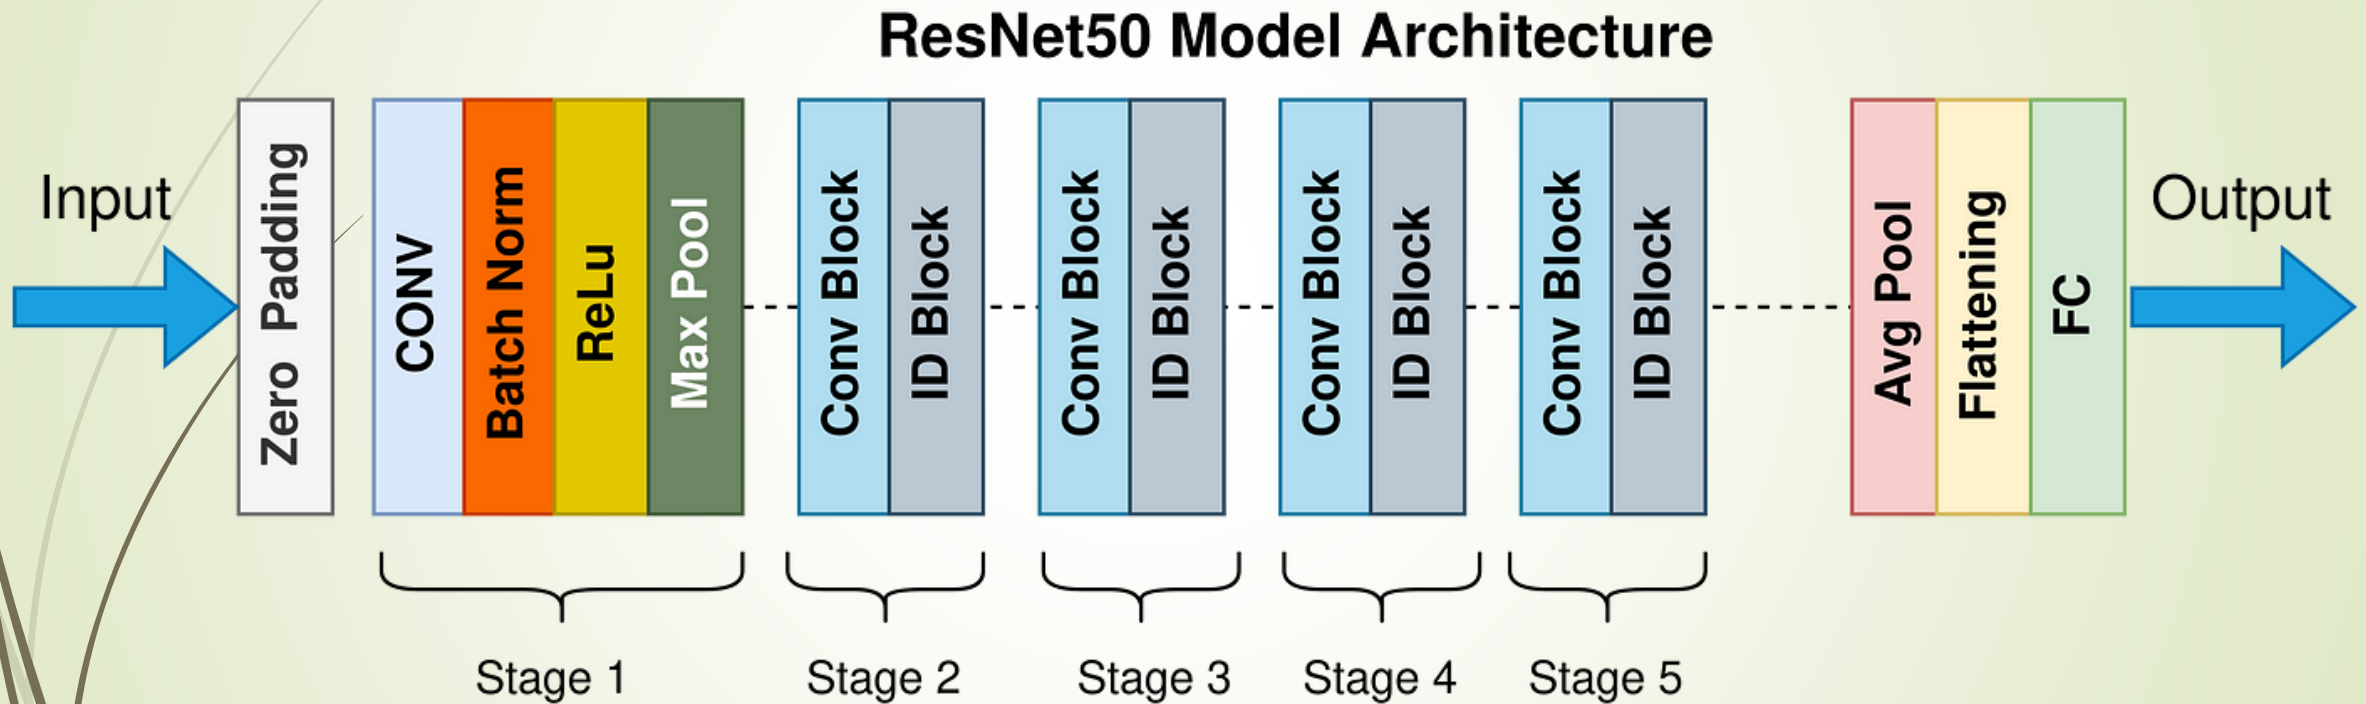 ResNet50 Model Architecture
Input
Zero Padding
CONV
Batch Norm
ReLu
Max Pool
Conv Block
ID Block
Conv Block
ID Block
Conv Block
ID Block
Conv Block
ID Block
Avg Pool
Flattening
FC
Output
Stage 1
Stage 2
Stage 3
Stage 4
Stage 5